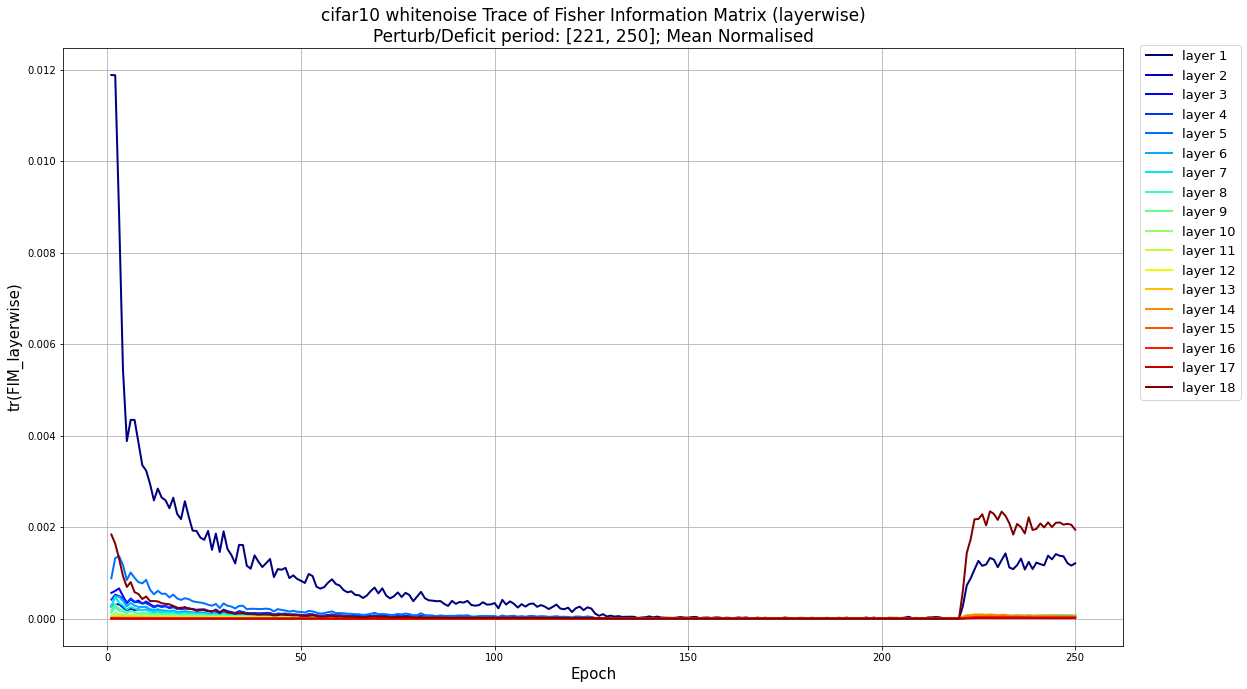 cifar10 whitenoise Trace of Fisher Information Matrix (layerwise)
Perturb/Deficit period: [221, 250]; Mean Normalised
tr(FIM_layerwise)
0.012
0.010
0.008
0.006
0.004
0.002
0.000
0
50
100
150
200
250
Epoch
layer 1
layer 2
layer 3
layer 4
layer 5
layer 6
layer 7
layer 8
layer 9
layer 10
layer 11
layer 12
layer 13
layer 14
layer 15
layer 16
layer 17
layer 18